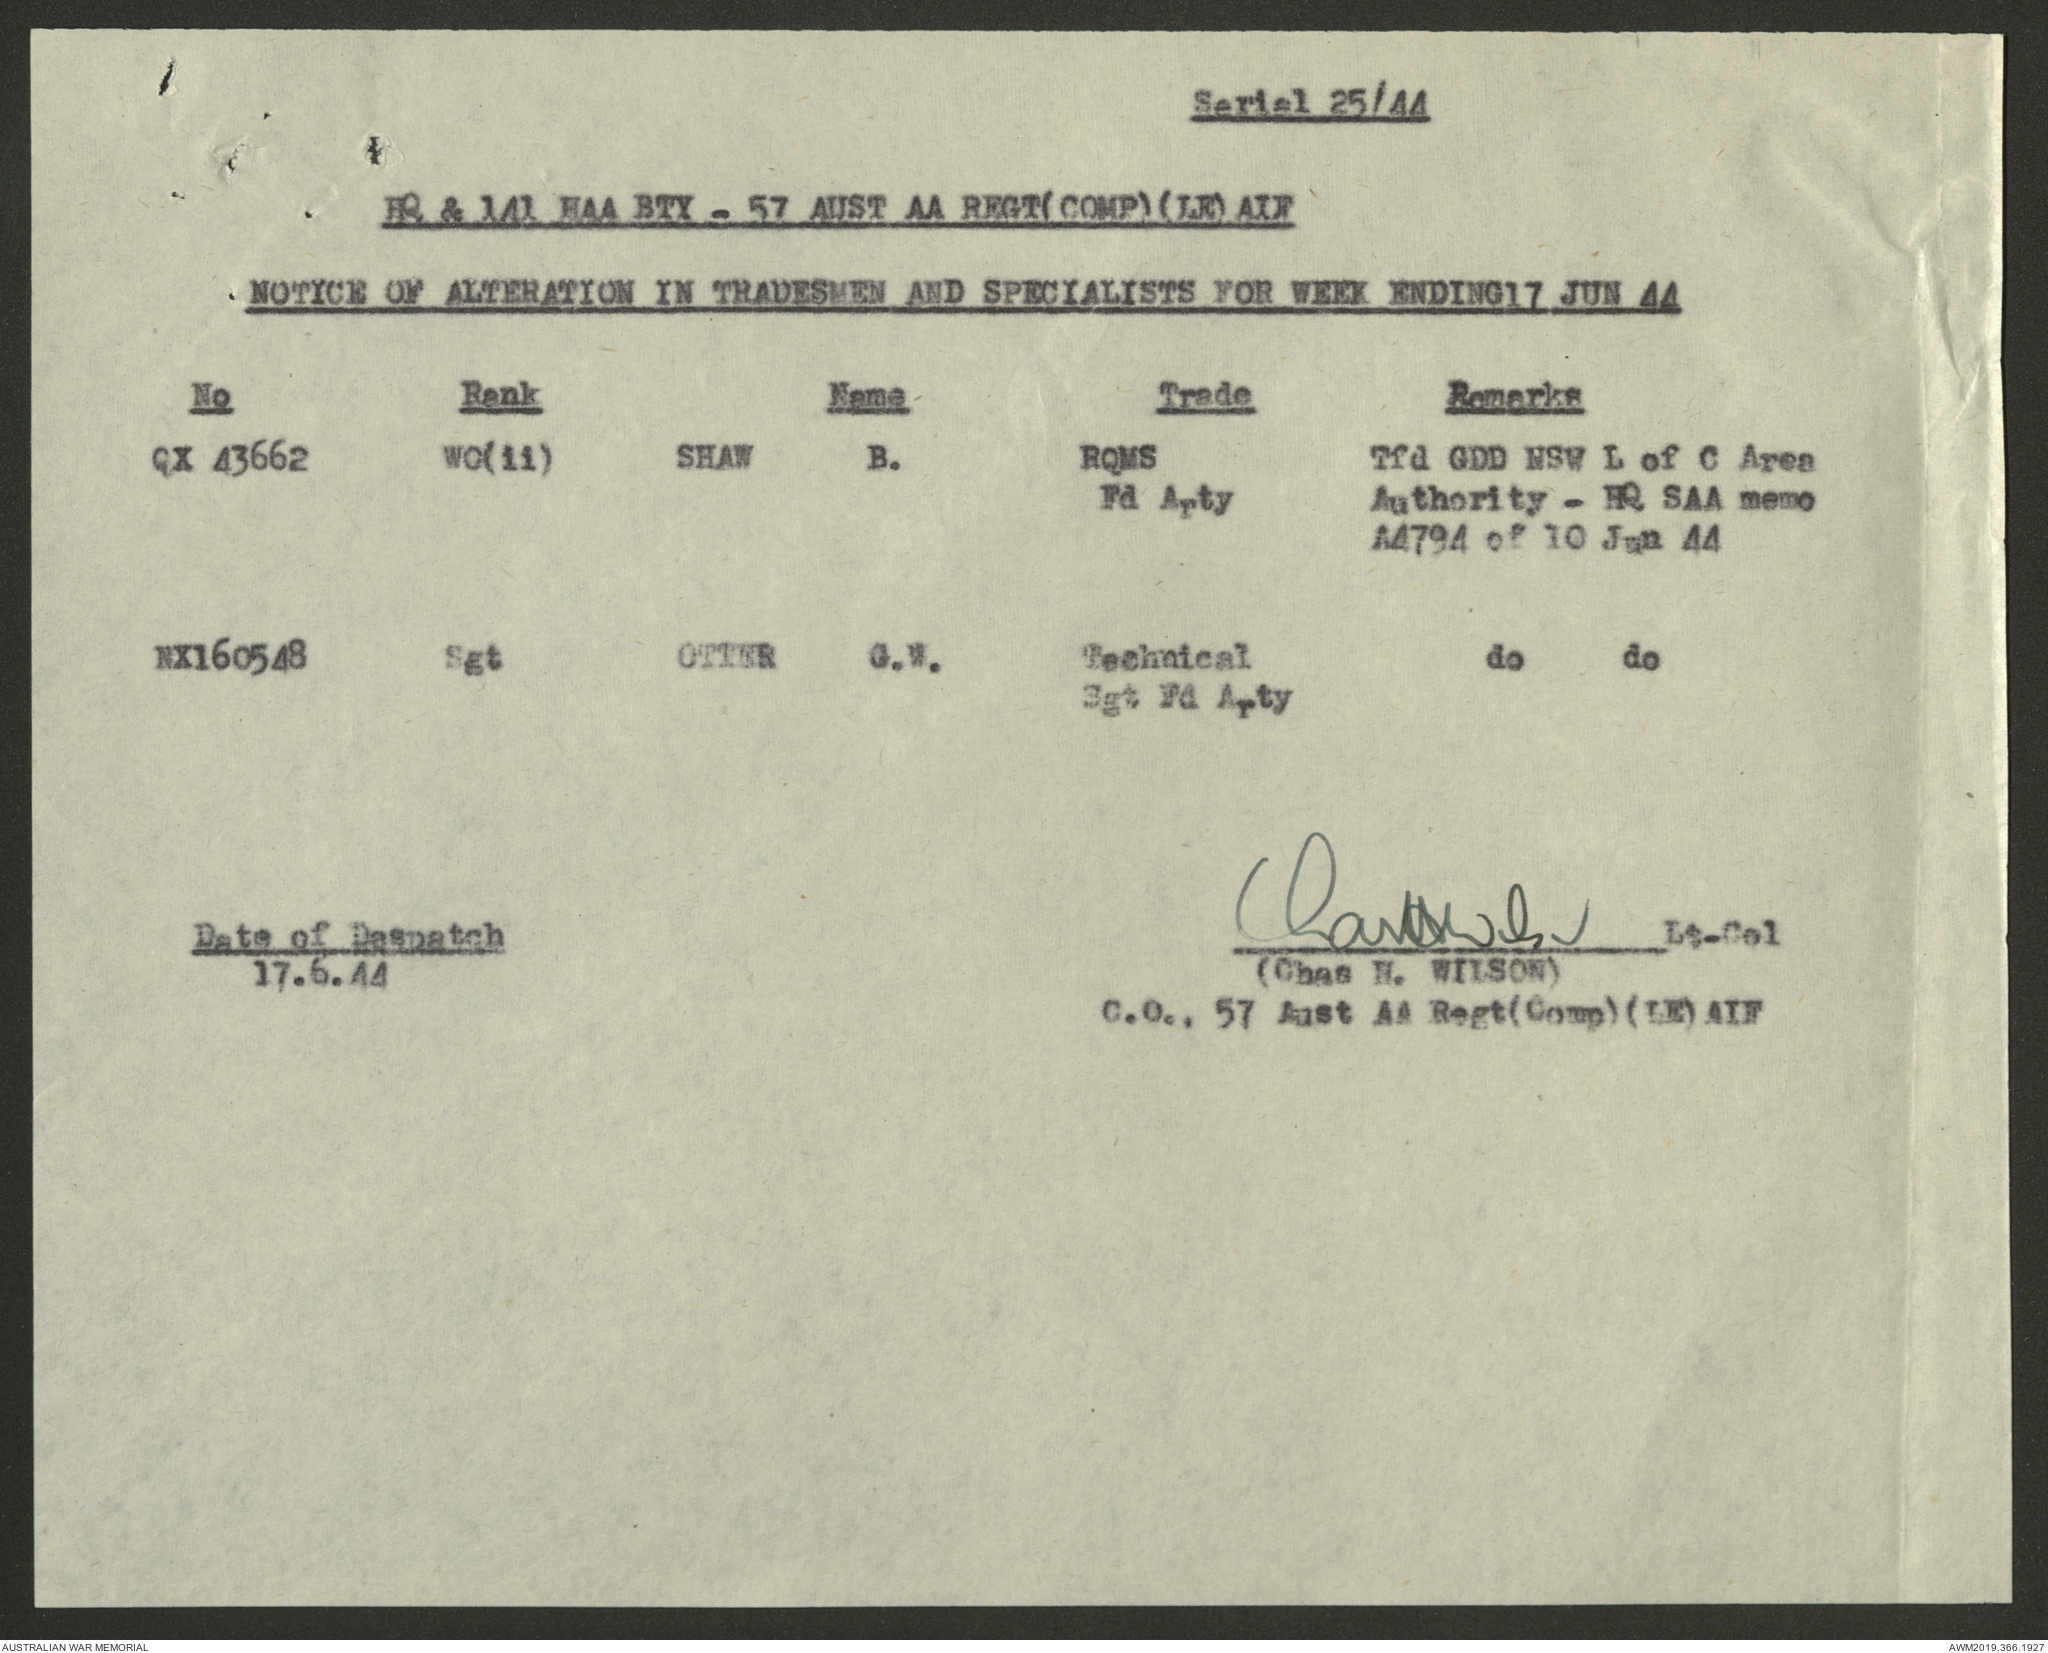 Serial 25/44
HQ & 141 HAA BTY - 57 AUST AA REGT(COMP)(LE)AIF
NOTICE OF ALTERATION IN TRADESMEN AND SPECIALISTS FOR WEEK ENDING17 JUN 44
No Rank Name Trade Remarks
QX 43662 WO(ii) SHAW B. RQMS Tfd GDD NSW L of C Area
Fd Arty Authority - HQ SAA memo
A4794 of 10 Jun 44
NX160548 Sgt OTTER G.W. Technical do do
Sgt Fd Arty
Date of Daspatch
17.6.44
Chas H Wilson Lt-Col
(Chas H. WILSON)
C.O., 57 Aust AA Regt(Comp)(LE)AIF
AUSTRALIAN WAR MEMORIAL AWM2019.366.1927